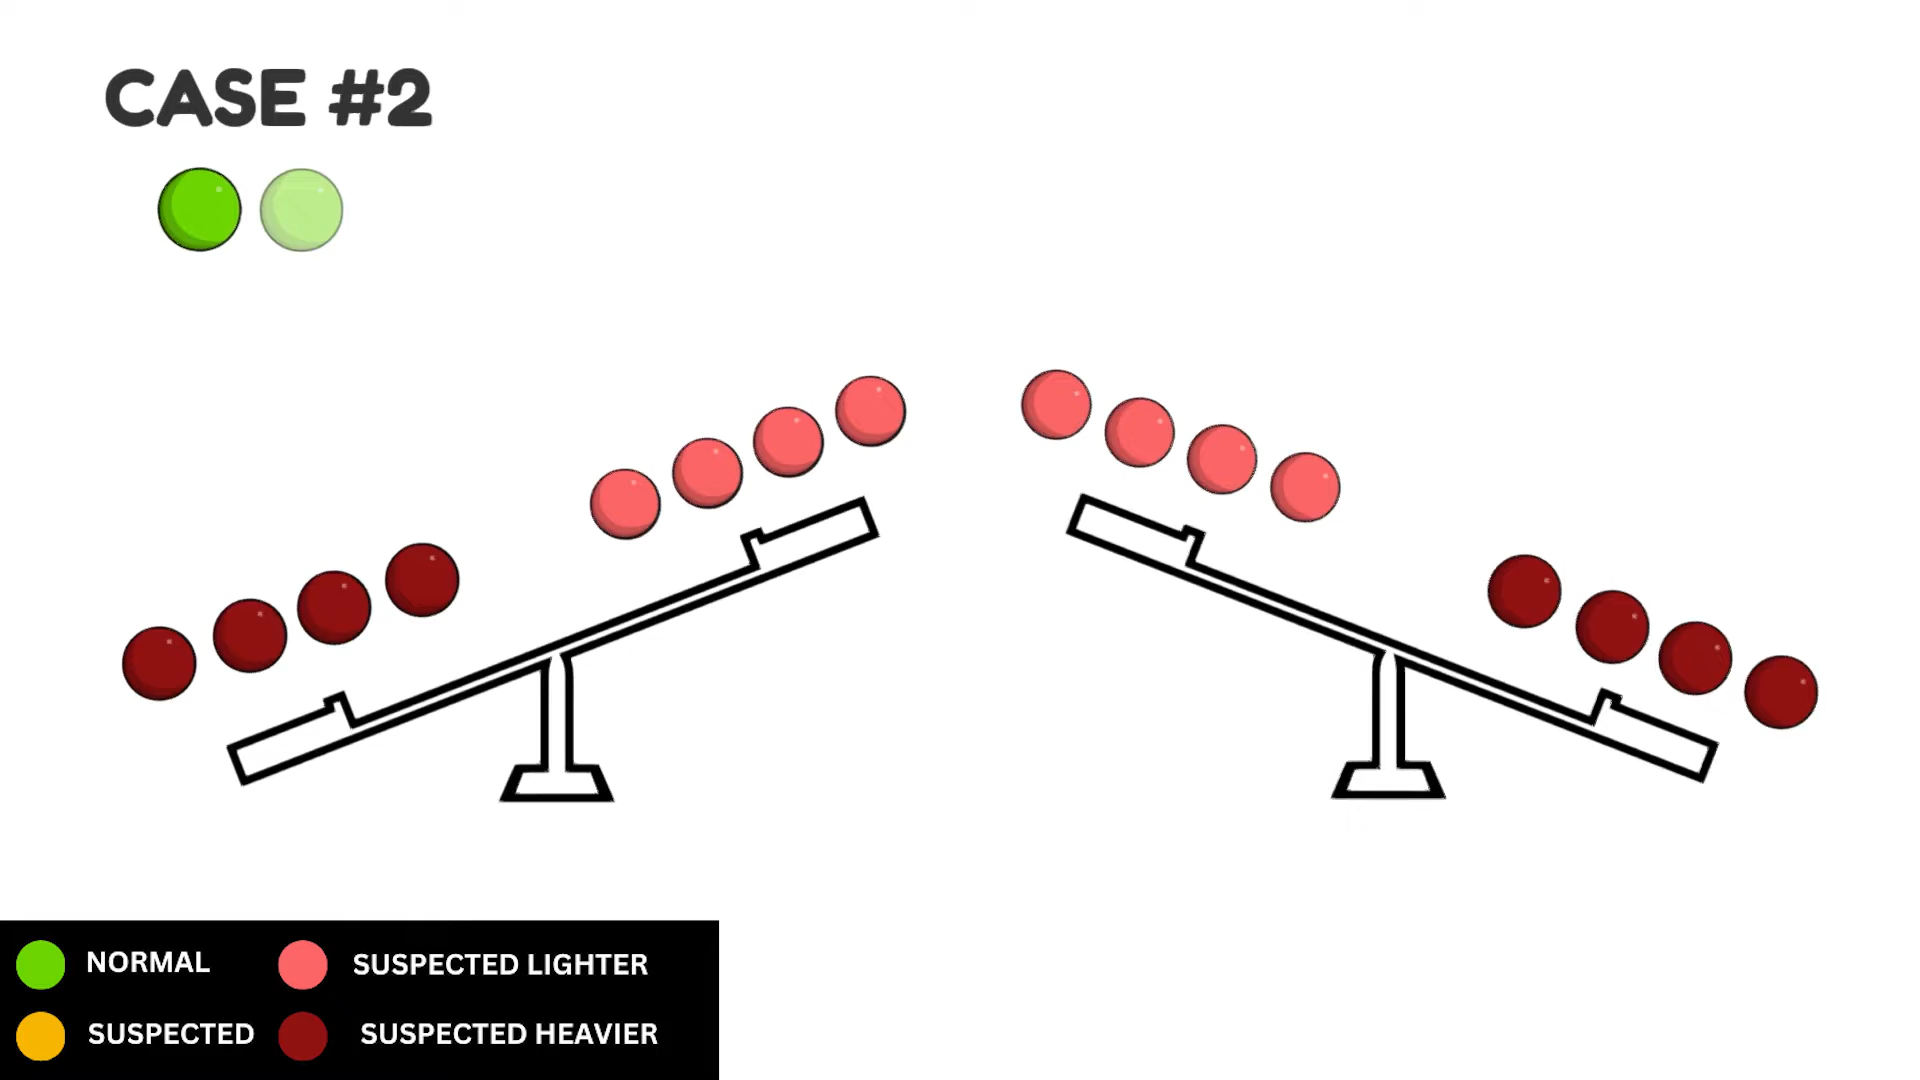 CASE #2
NORMAL
SUSPECTED LIGHTER
SUSPECTED
SUSPECTED HEAVIER